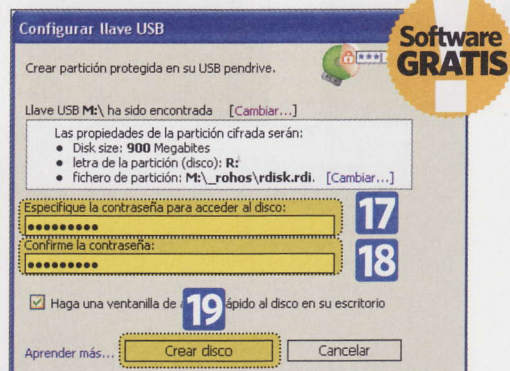 Configurar llave USB
Software
GRATIS
Crear partición protegida en su USB pendrive.
Llave USB M:\ ha sido encontrada [Cambiar...]
Las propiedades de la partición cifrada serán:
• Disk size: 900 Megabites
• letra de la partición (disco): R:
• fichero de partición: M:\_rohos\rdisk.rdi. [Cambiar...]
Especifique la contraseña para acceder al disco:
17
•••••••••
Confirme la contraseña:
18
•••••••••
Haga una ventanilla de 19 ápido al disco en su escritorio
Aprender más... Crear disco Cancelar